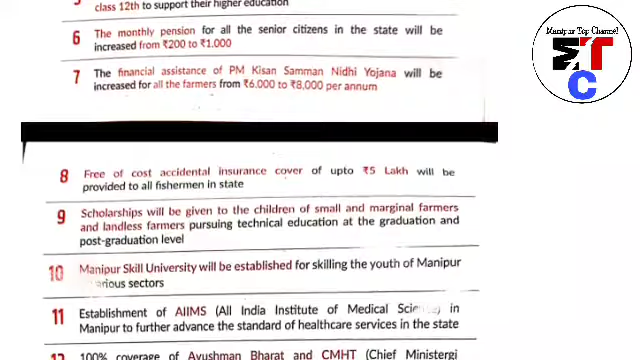 class 12th to support their higher education
6 The monthly pension for all the senior citizens in the state will be
increased from ₹200 to ₹1.000
7 The financial assistance of PM Kisan Samman Nidhi Yojana will be
increased for all the farmers from ₹6.000 to ₹8,000 per annum
8 Free of cost accidental insurance cover of upto ₹5 Lakh will be
provided to all fishermen in state
9 Scholarships will be given to the children of small and marginal farmers
and landless farmers pursuing technical education at the graduation and
post-graduation level
10 Manipur Skill University will be established for skilling the youth of Manipur
sectors
11 Establishment of AIIMS (All India Institute of Medical Science) in
Manipur to further advance the standard of healthcare services in the state
12 100% coverage of Ayushman Bharat and CMHT (Chief Ministergi
Manipur Top Channel
MTC